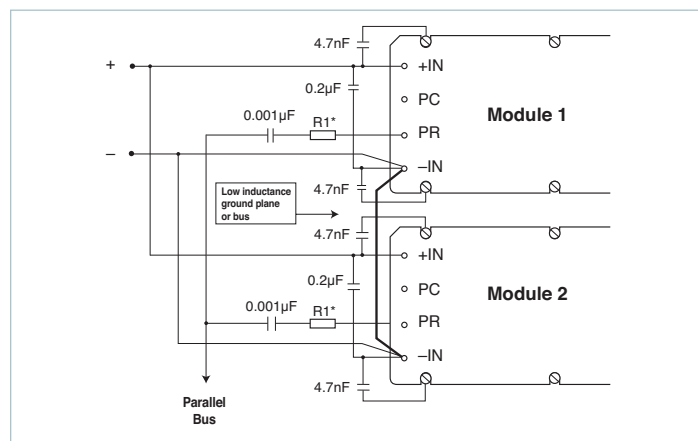 4.7nF
+
+IN
0.2µF
PC
Module 1
0.001µF
R1*
PR
–
–IN
4.7nF
Low inductance
ground plane
or bus
4.7nF
+IN
0.2µF
PC
Module 2
0.001µF
R1*
PR
–IN
4.7nF
Parallel
Bus